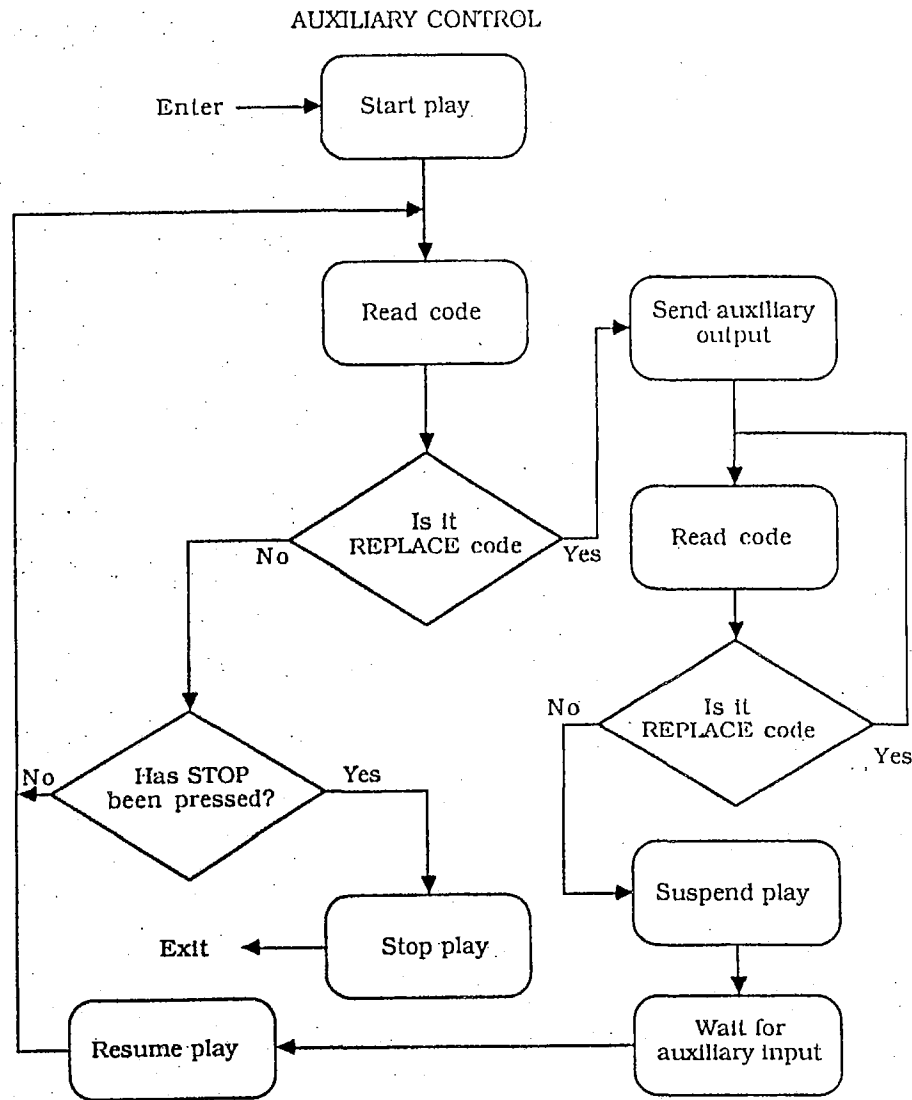 AUXILIARY CONTROL
Enter
Start play
Read code
Send auxiliary
output
Is it
REPLACE code
No
Yes
Read code
Is it
REPLACE code
No
Yes
Has STOP
been pressed?
No
Yes
Suspend play
Exit
Stop play
Wait for
auxiliary input
Resume play